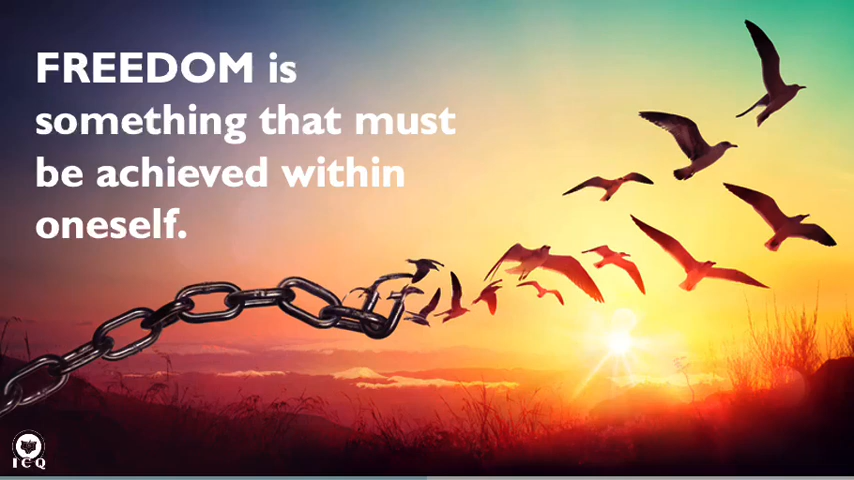 FREEDOM is
something that must
be achieved within
oneself.
ICQ